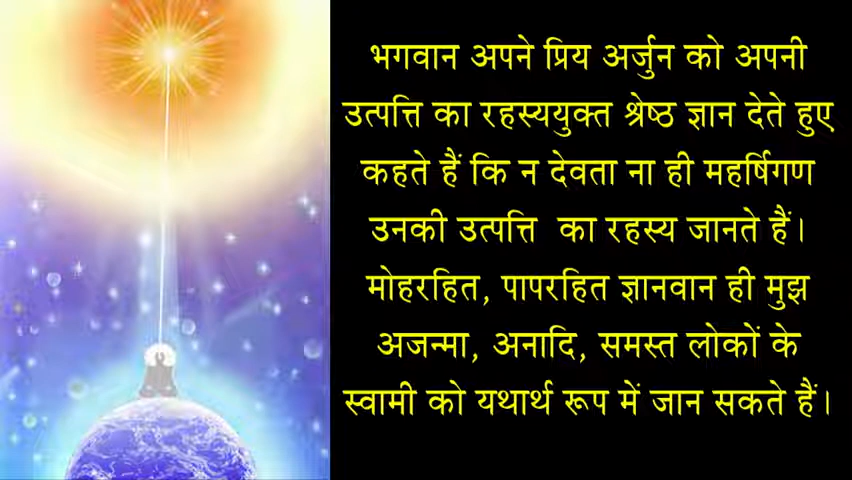 भगवान अपने प्रिय अर्जुन को अपनी
उत्पत्ति का रहस्ययुक्त श्रेष्ठ ज्ञान देते हुए
कहते हैं कि न देवता ना ही महर्षिगण
उनकी उत्पत्ति का रहस्य जानते हैं।
मोहरहित, पापरहित ज्ञानवान ही मुझ
अजन्मा, अनादि, समस्त लोकों के
स्वामी को यथार्थ रूप में जान सकते हैं।